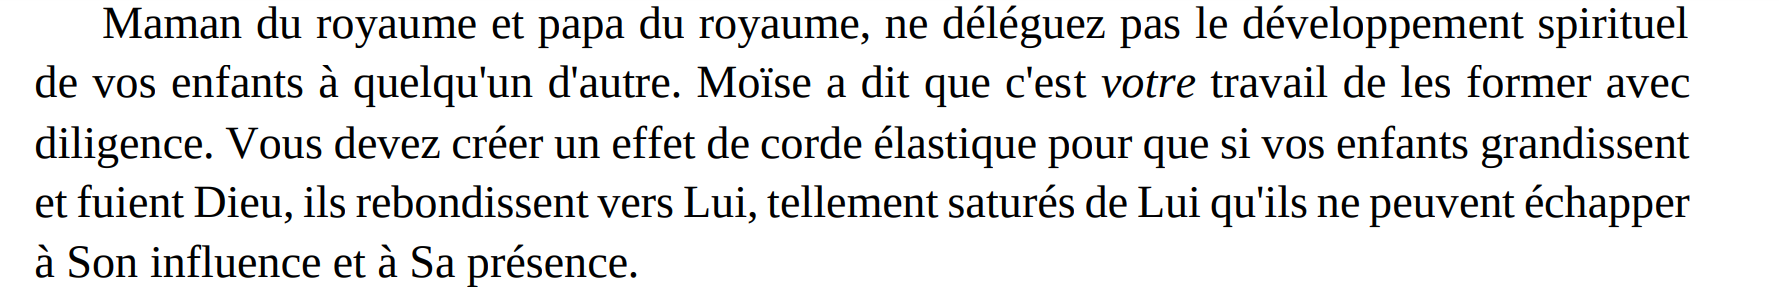 Maman du royaume et papa du royaume, ne déléguez pas le développement spirituel
de vos enfants à quelqu'un d'autre. Moïse a dit que c'est votre travail de les former avec
diligence. Vous devez créer un effet de corde élastique pour que si vos enfants grandissent
et fuient Dieu, ils rebondissent vers Lui, tellement saturés de Lui qu'ils ne peuvent échapper
à Son influence et à Sa présence.